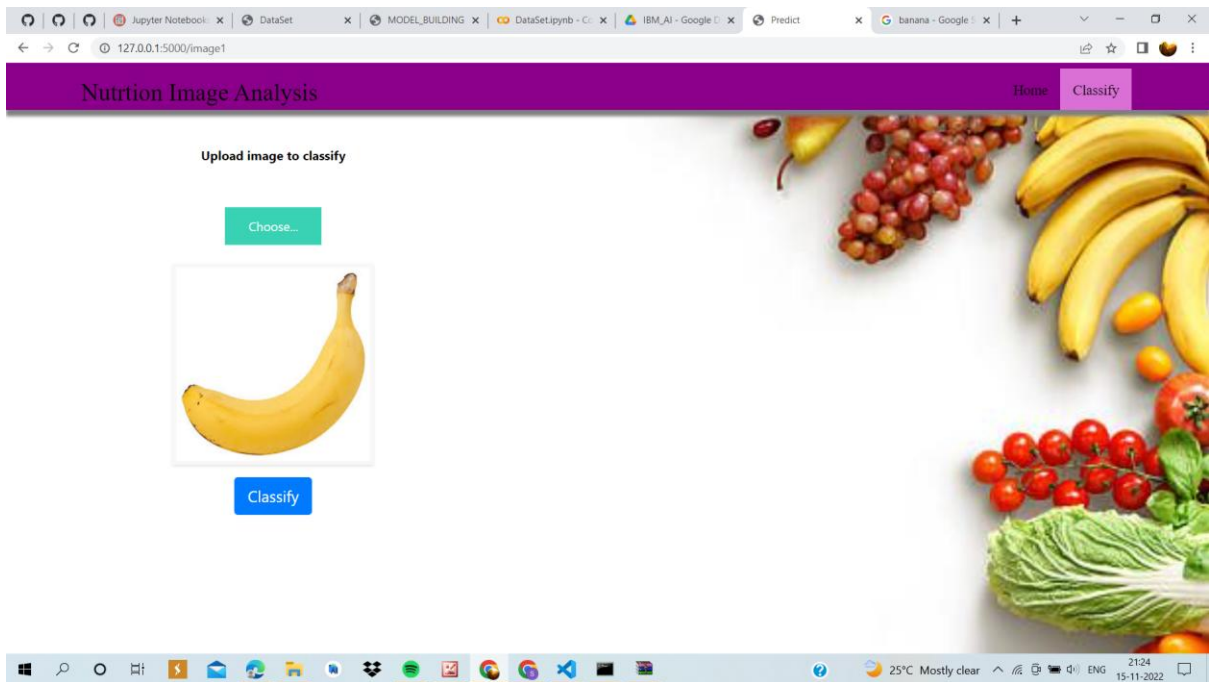 Jupyter Notebook
DataSet
MODEL_BUILDING
DataSet.ipynb - Co
IBM_AI - Google D
Predict
banana - Google S
127.0.0.1:5000/image1
Nutrtion Image Analysis
Home
Classify
Upload image to classify
Choose...
Classify
25°C Mostly clear
ENG
21:24
15-11-2022